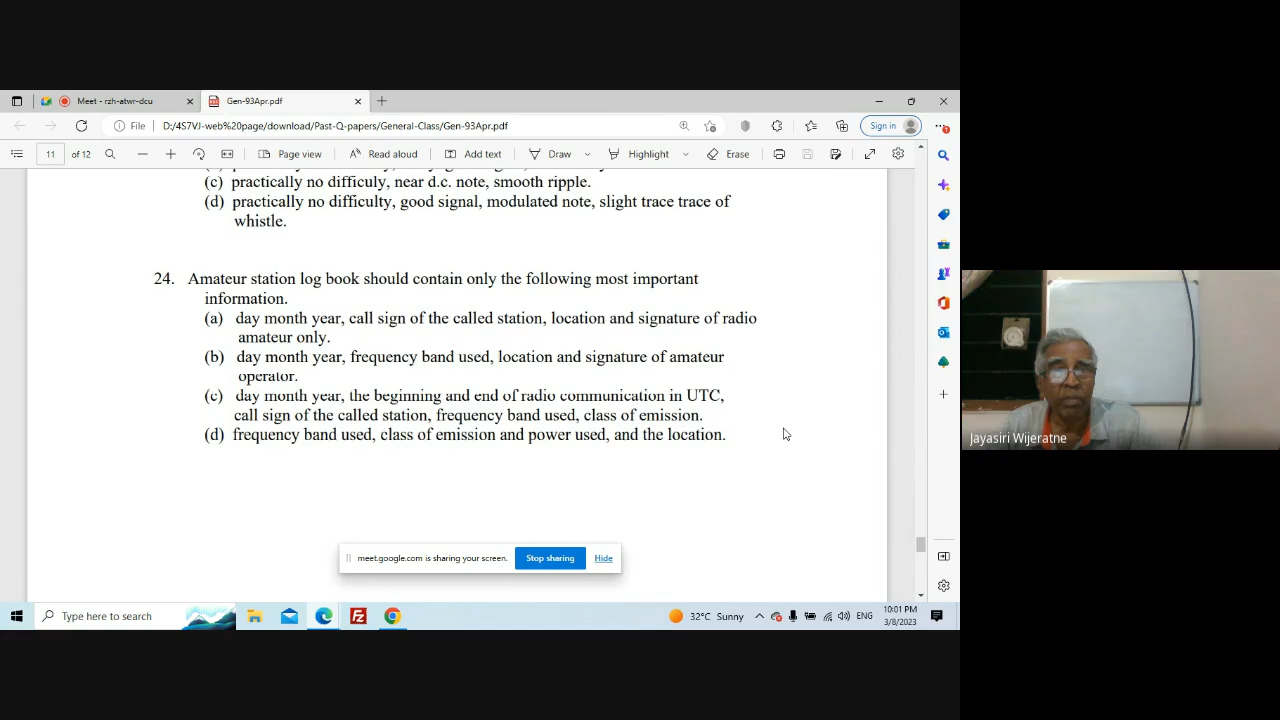 Meet - rzh-atwr-dcu
Gen-93Apr.pdf
File D:/4S7VJ-web%20page/download/Past-Q-papers/General-Class/Gen-93Apr.pdf
Sign in
11 of 12
Page view
Read aloud
Add text
Draw
Highlight
Erase
(c) practically no difficuly, near d.c. note, smooth ripple.
(d) practically no difficulty, good signal, modulated note, slight trace trace of
whistle.
24. Amateur station log book should contain only the following most important
information.
(a) day month year, call sign of the called station, location and signature of radio
amateur only.
(b) day month year, frequency band used, location and signature of amateur
operator.
(c) day month year, the beginning and end of radio communication in UTC,
call sign of the called station, frequency band used, class of emission.
(d) frequency band used, class of emission and power used, and the location.
Jayasiri Wijeratne
meet.google.com is sharing your screen.
Stop sharing
Hide
Type here to search
32°C Sunny
ENG
10:01 PM
3/8/2023